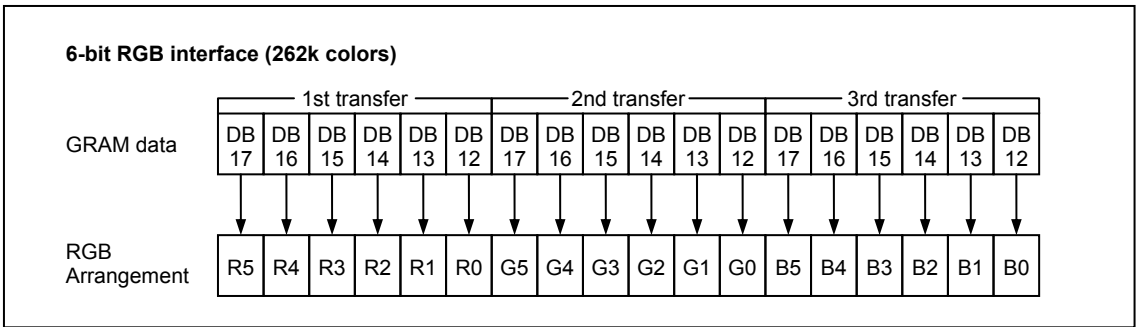 6-bit RGB interface (262k colors)
1st transfer 2nd transfer 3rd transfer
GRAM data DB 17 DB 16 DB 15 DB 14 DB 13 DB 12 DB 17 DB 16 DB 15 DB 14 DB 13 DB 12 DB 17 DB 16 DB 15 DB 14 DB 13 DB 12
RGB
Arrangement R5 R4 R3 R2 R1 R0 G5 G4 G3 G2 G1 G0 B5 B4 B3 B2 B1 B0